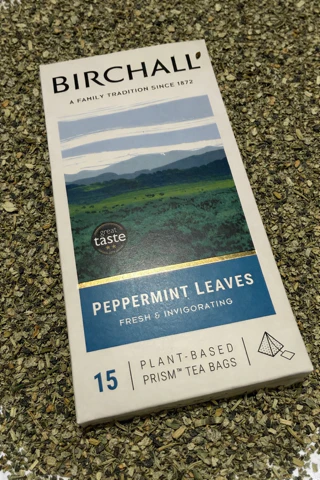 BIRCHALL
A FAMILY TRADITION SINCE 1872
great
taste
PEPPERMINT LEAVES
FRESH & INVIGORATING
15
PLANT-BASED
PRISM™ TEA BAGS